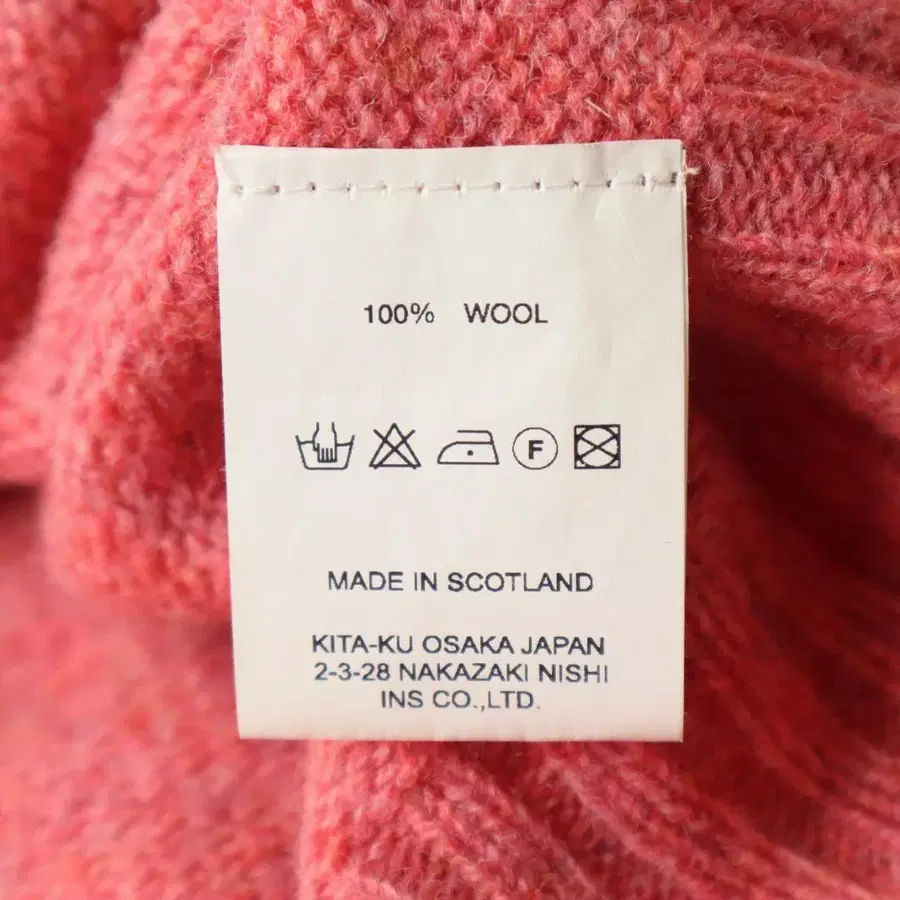 100% WOOL
F
MADE IN SCOTLAND
KITA-KU OSAKA JAPAN
2-3-28 NAKAZAKI NISHI
INS CO.,LTD.